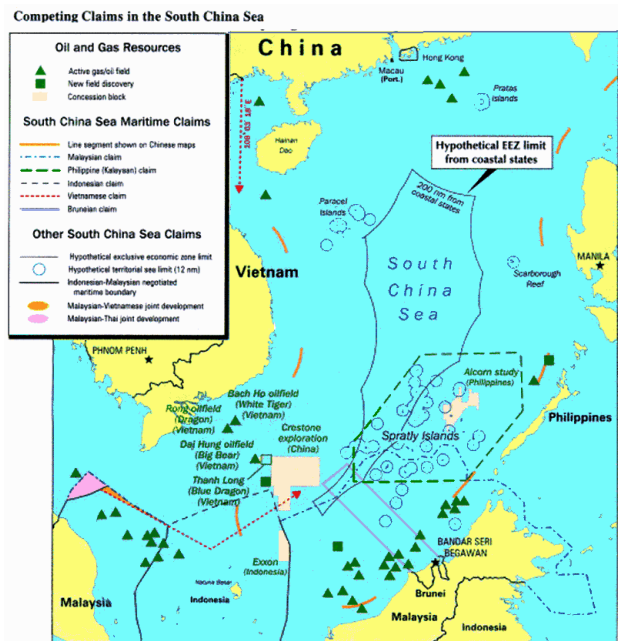 Competing Claims in the South China Sea
Oil and Gas Resources
Active gas/oil field
New field discovery
Concession block
South China Sea Maritime Claims
Line segment shown on Chinese maps
Malaysian claim
Philippine (Kalayaan) claim
Indonesian claim
Vietnamese claim
Bruneian claim
Other South China Sea Claims
Hypothetical exclusive economic zone limit
Hypothetical territorial sea limit (12 nm)
Indonesian-Malaysian negotiated
maritime boundary
Malaysian-Vietnamese joint development
Malaysian-Thai joint development
China
Macau
(Port.)
Hong Kong
Pratas
Islands
108 03' 18" E
Hainan
Dao
Hypothetical EEZ limit
from coastal states
200 nm from
coastal states
Paracel
Islands
Vietnam
South
China
Sea
MANILA
Scarborough
Reef
PHNOM PENH
Alcorn study
(Philippines)
Philippines
Bach Ho oilfield
(White Tiger)
(Vietnam)
Rong oilfield
(Dragon)
(Vietnam)
Crestone
exploration
(China)
Spratly Islands
Daj Hung oilfield
(Big Bear)
(Vietnam)
Thanh Long
(Blue Dragon)
(Vietnam)
Exxon
(Indonesia)
BANDAR SERI
BEGAWAN
Brunei
Natuna Besar
Malaysia
Indonesia
Malaysia
Indonesia